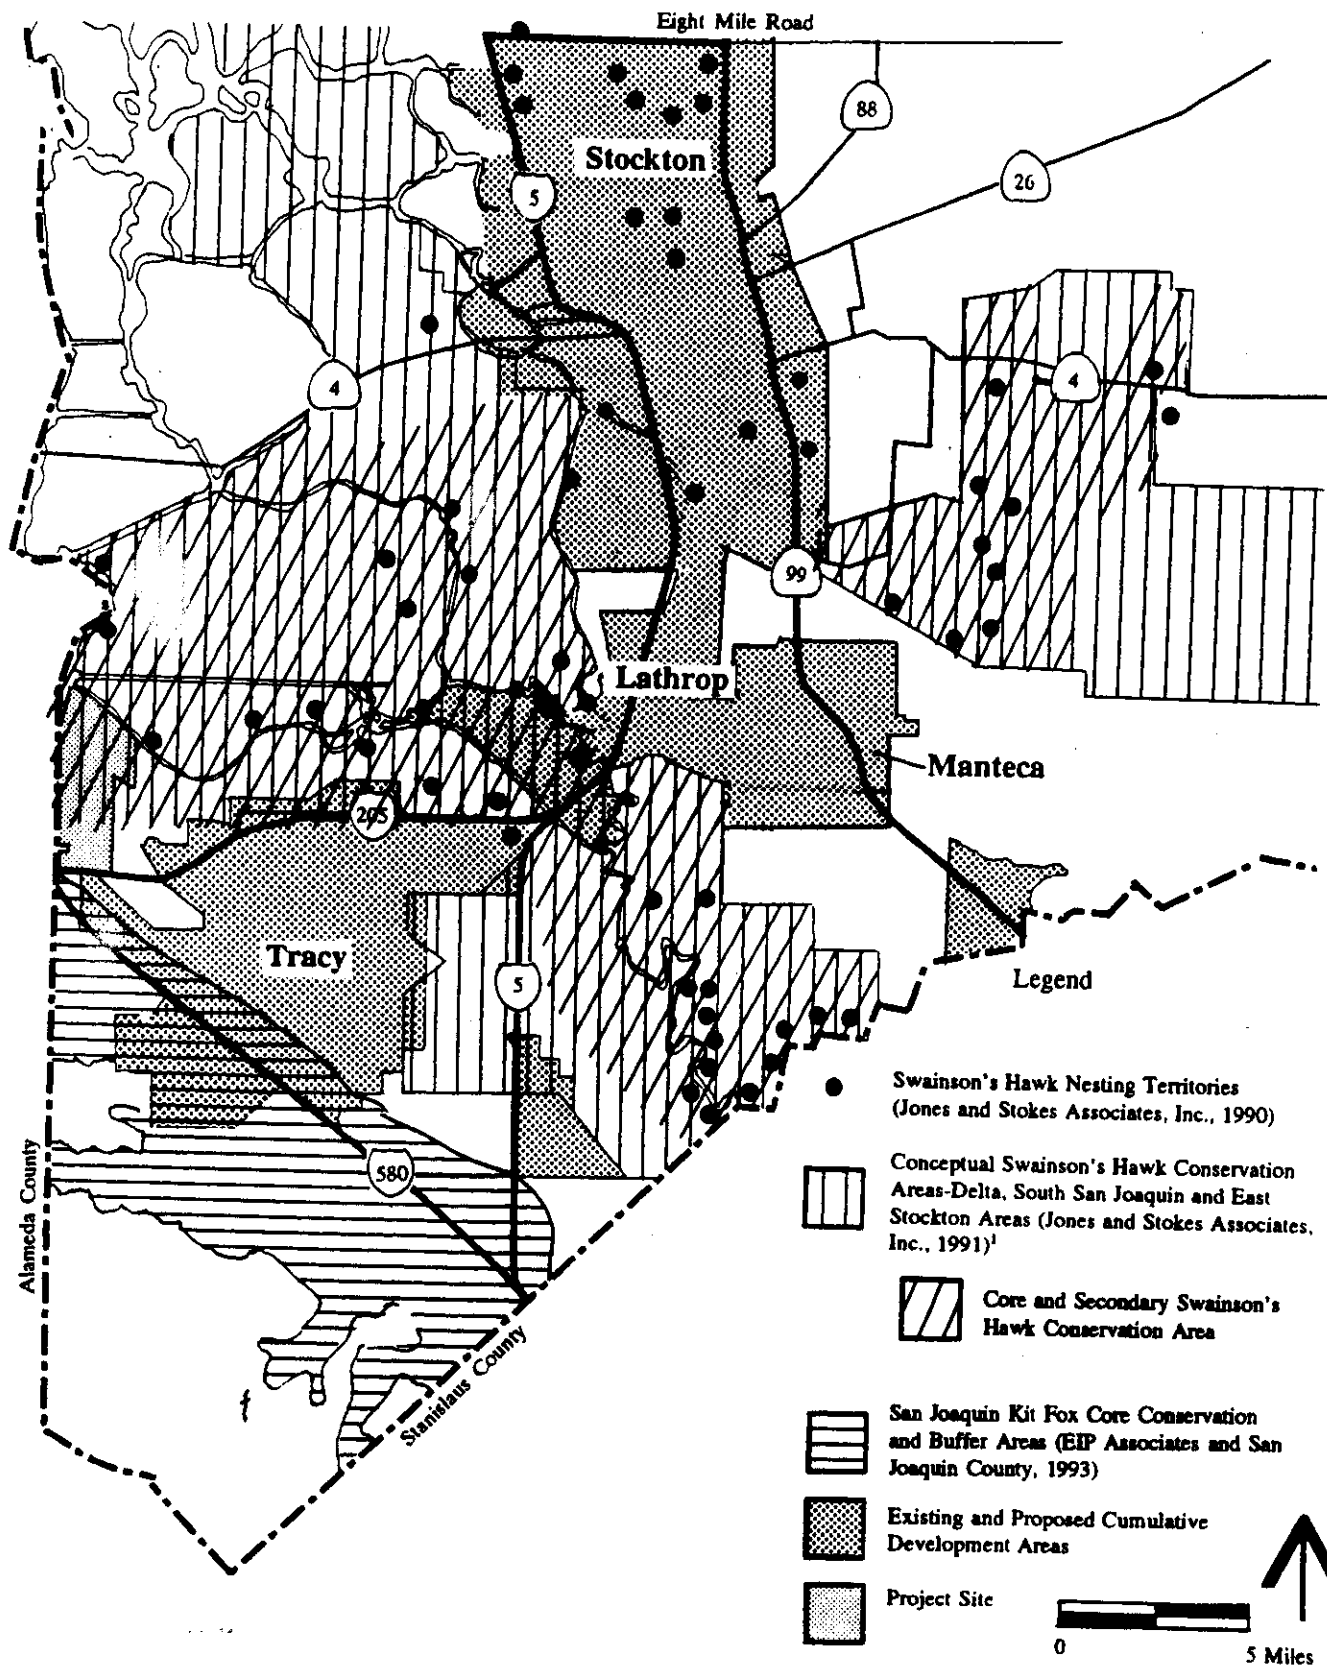 Eight Mile Road
88
Stockton
26
5
4
4
99
Lathrop
Manteca
205
Tracy
5
Legend
Swainson's Hawk Nesting Territories
(Jones and Stokes Associates, Inc., 1990)
580
Alameda County
Conceptual Swainson's Hawk Conservation
Areas-Delta, South San Joaquin and East
Stockton Areas (Jones and Stokes Associates,
Inc., 1991)¹
Core and Secondary Swainson's
Hawk Conservation Area
Stanislaus County
San Joaquin Kit Fox Core Conservation
and Buffer Areas (EIP Associates and San
Joaquin County, 1993)
Existing and Proposed Cumulative
Development Areas
Project Site
0
5 Miles